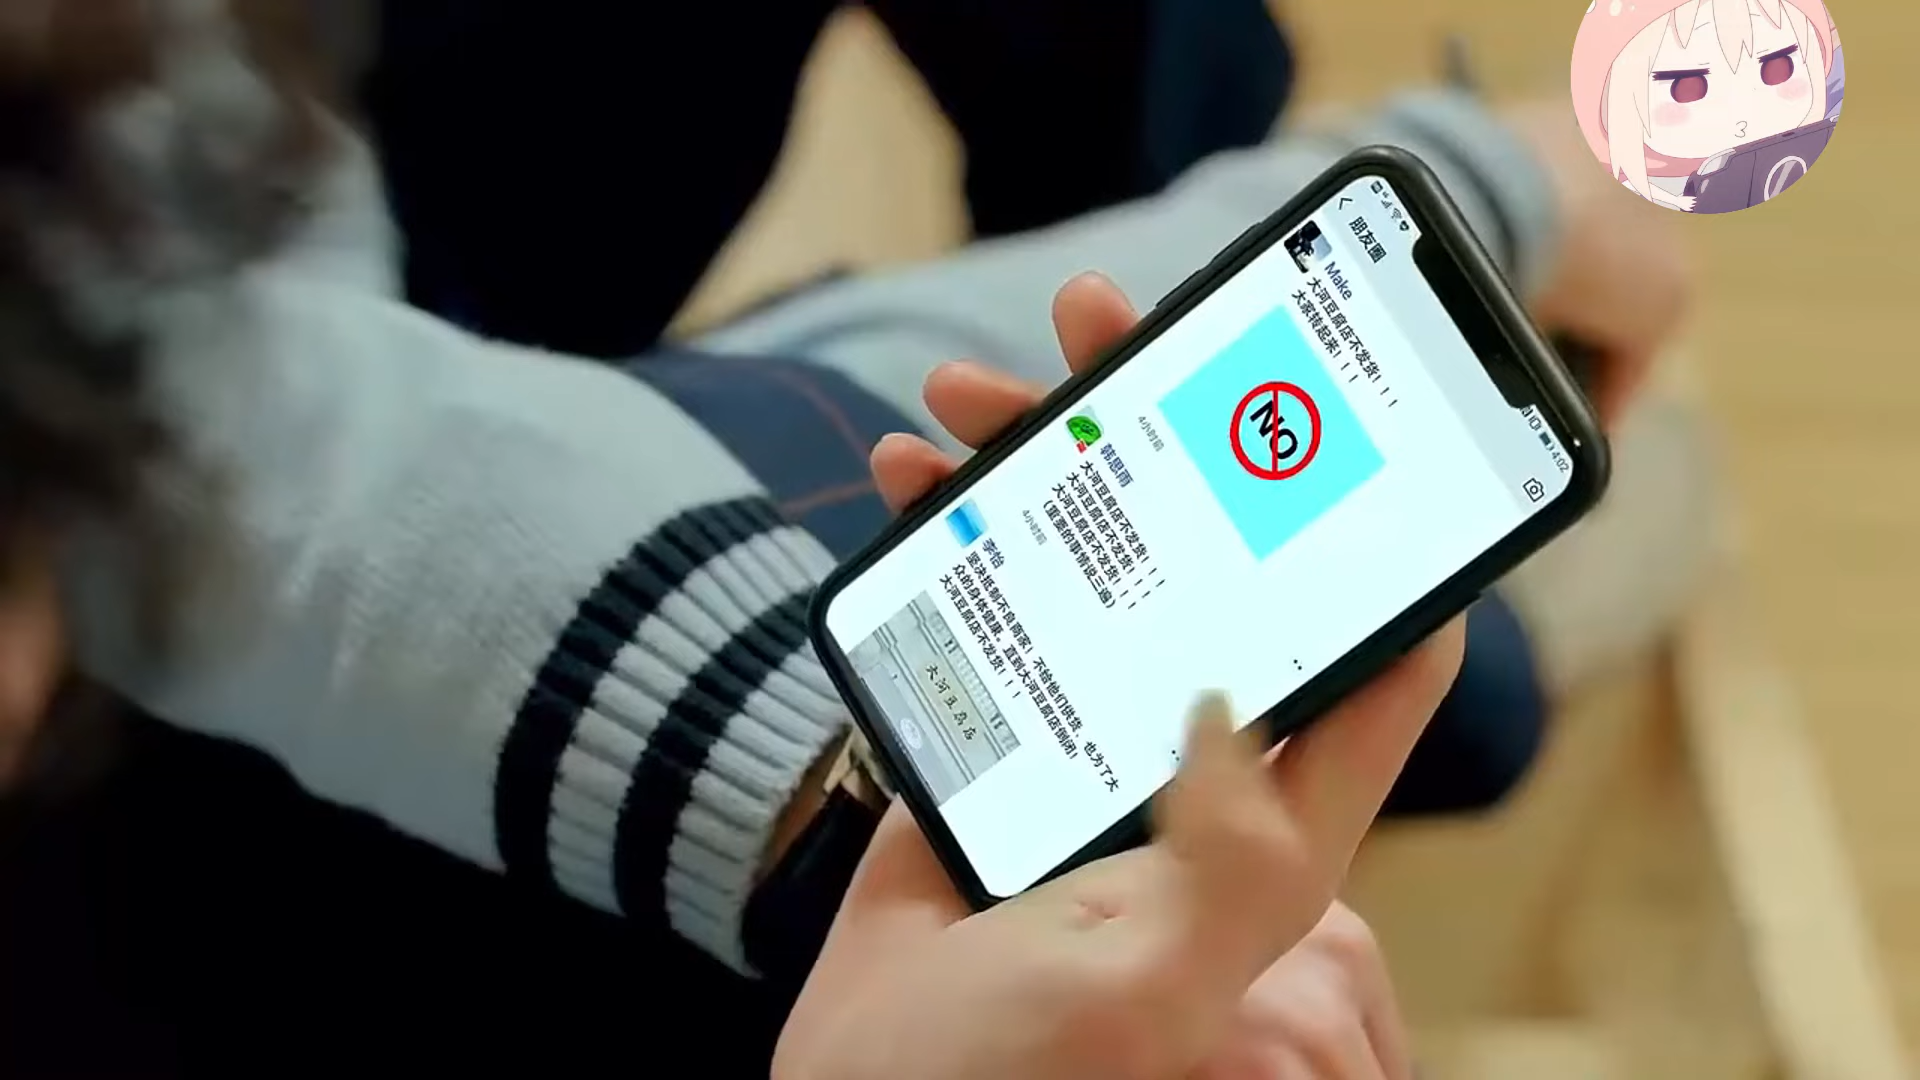 4:02
朋友圈
Make
大河豆腐店不发货！！！
大家转起来！！！
NO
4小时前
韩思雨
大河豆腐店不发货！！！
大河豆腐店不发货！！！
大河豆腐店不发货！！！
(重要的事情说三遍)
4小时前
李怡
坚决抵制不良商家！不给他们供货，也为了大
众的身体健康。直到大河豆腐店倒闭！
大河豆腐店不发货！！！
大河豆腐店